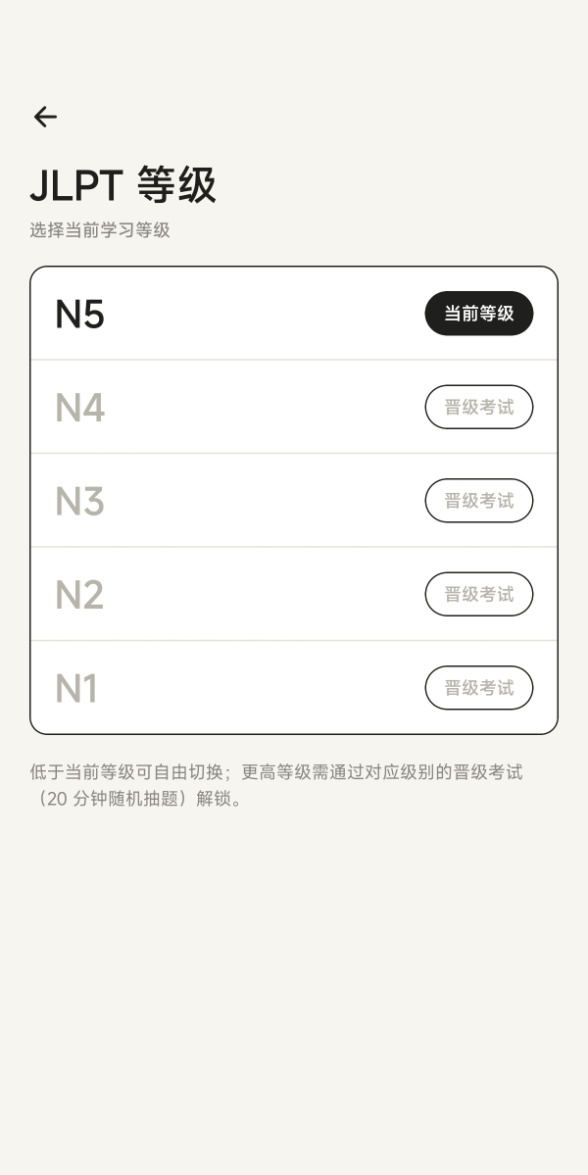 JLPT 等级
选择当前学习等级
N5
当前等级
N4
晋级考试
N3
晋级考试
N2
晋级考试
N1
晋级考试
低于当前等级可自由切换；更高等级需通过对应级别的晋级考试
（20 分钟随机抽题）解锁。